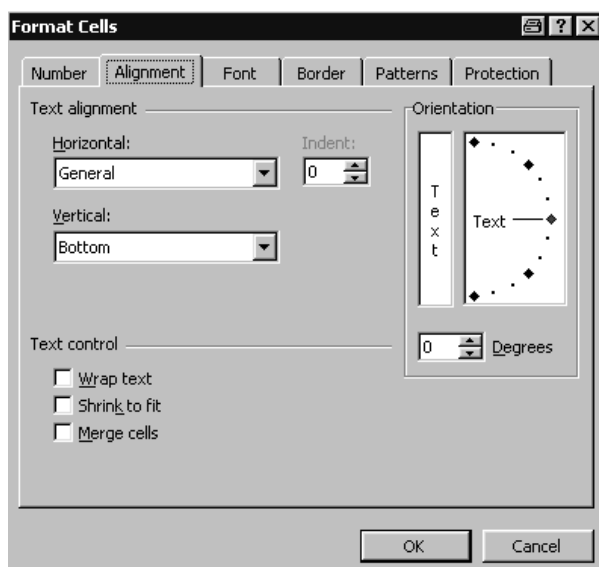 Format Cells
Number Alignment Font Border Patterns Protection
Text alignment
Horizontal:
General
Indent:
0
Vertical:
Bottom
Orientation
T
e
x
t
Text
0 Degrees
Text control
Wrap text
Shrink to fit
Merge cells
OK Cancel